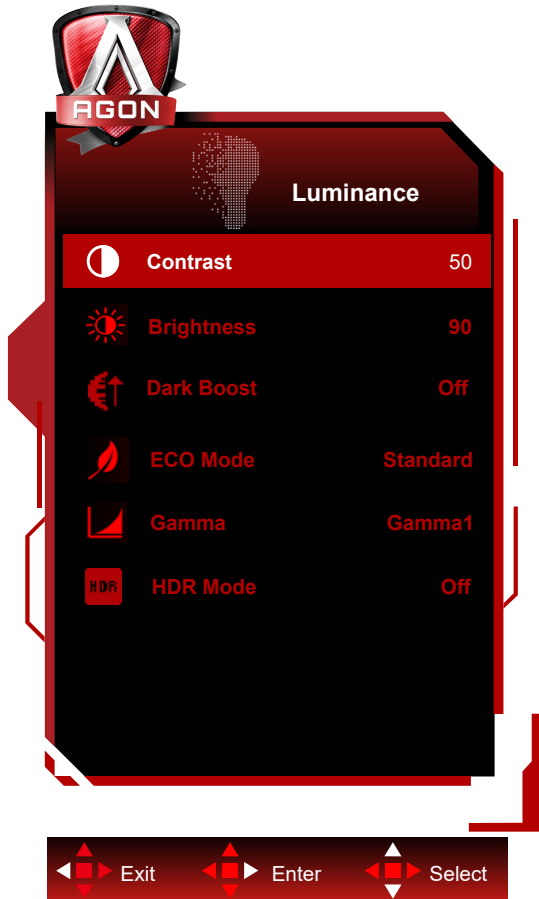 AGON
Luminance
Contrast 50
Brightness 90
Dark Boost Off
ECO Mode Standard
Gamma Gamma1
HDR HDR Mode Off
Exit Enter Select